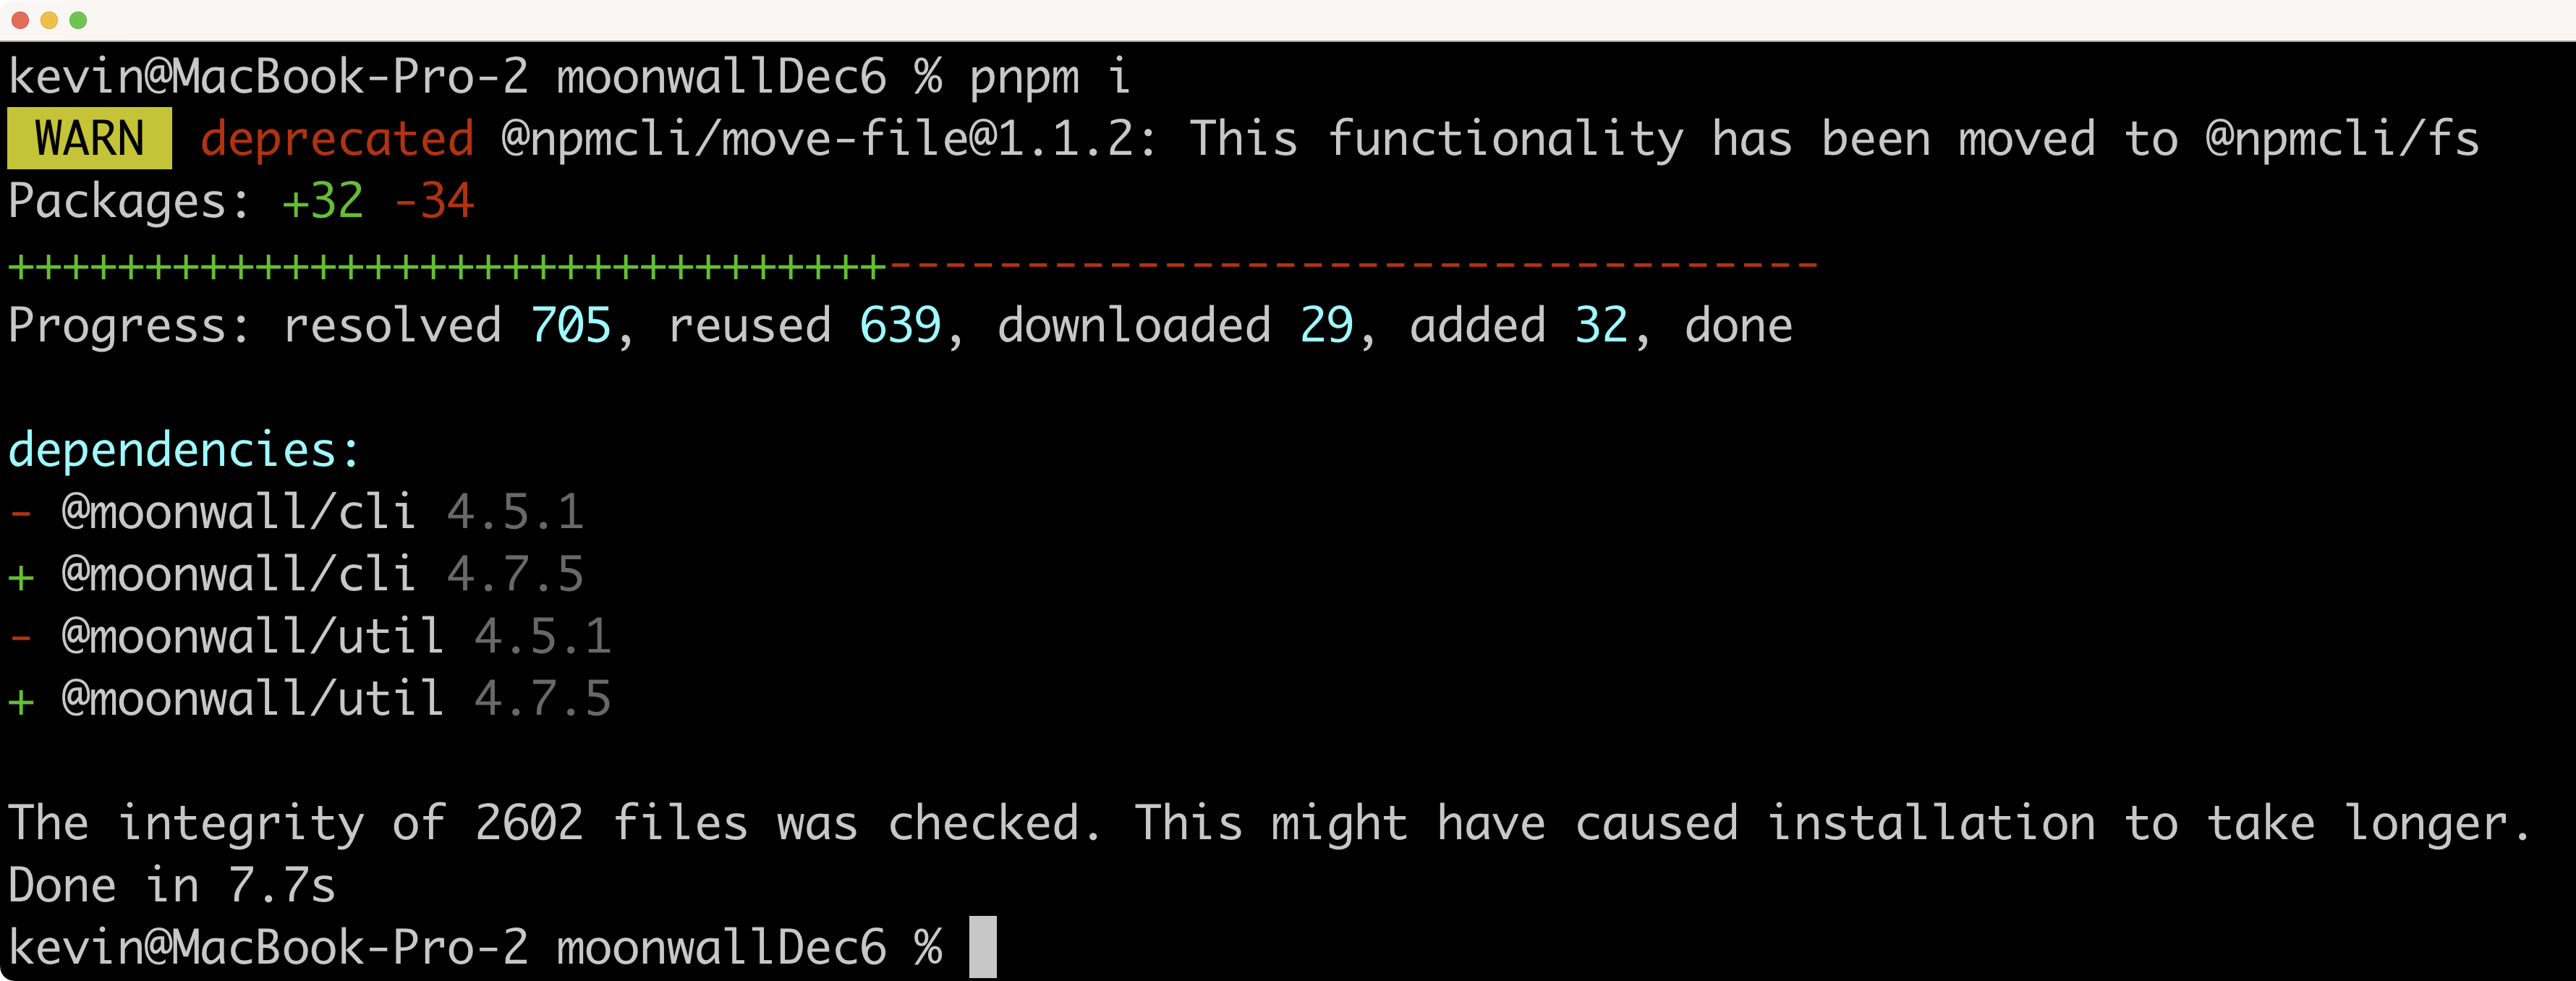 kevin@MacBook-Pro-2 moonwallDec6 % pnpm i
WARN deprecated @npmcli/move-file@1.1.2: This functionality has been moved to @npmcli/fs
Packages: +32 -34
++++++++++++++++++++++++++++++++----------------------------------
Progress: resolved 705, reused 639, downloaded 29, added 32, done
dependencies:
- @moonwall/cli 4.5.1
+ @moonwall/cli 4.7.5
- @moonwall/util 4.5.1
+ @moonwall/util 4.7.5
The integrity of 2602 files was checked. This might have caused installation to take longer.
Done in 7.7s
kevin@MacBook-Pro-2 moonwallDec6 %